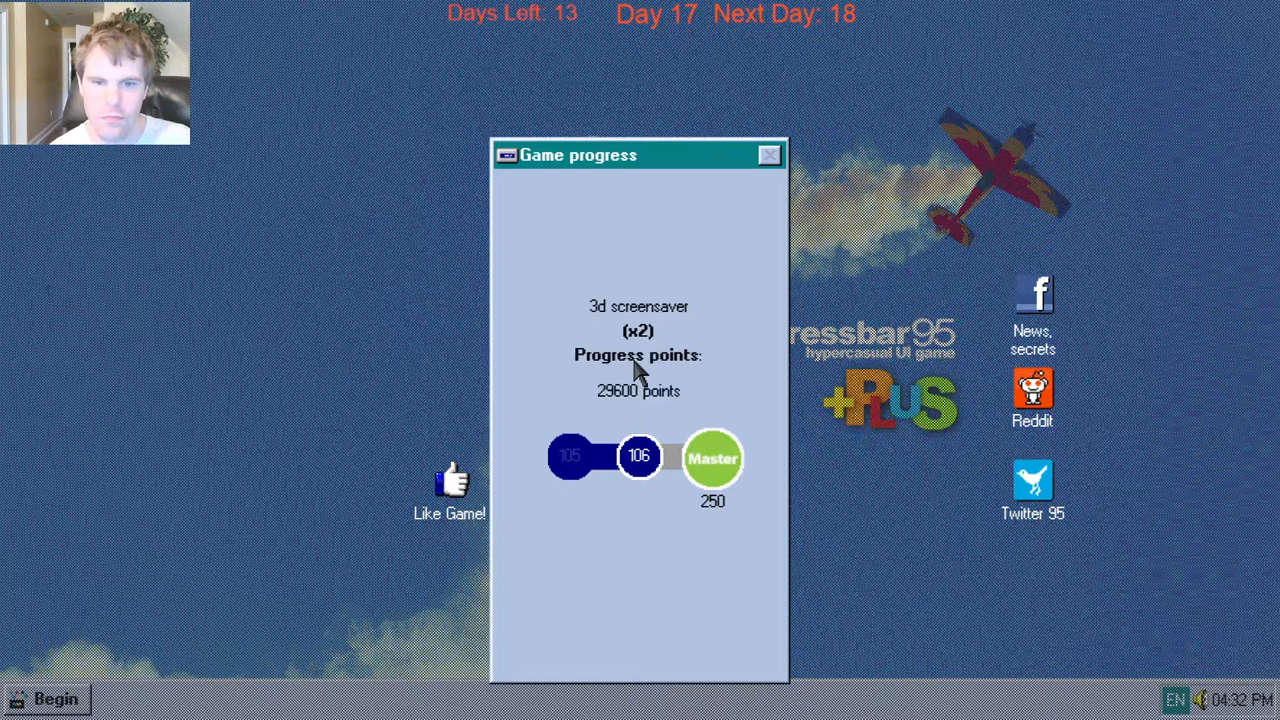 Days Left: 13
Day 17 Next Day: 18
Game progress
3d screensaver
(x2)
Progress points:
29600 points
105
106
Master
250
ressbar95
hypercasual UI game
+PLUS
News,
secrets
Reddit
Like Game!
Twitter 95
Begin
EN
04:32 PM